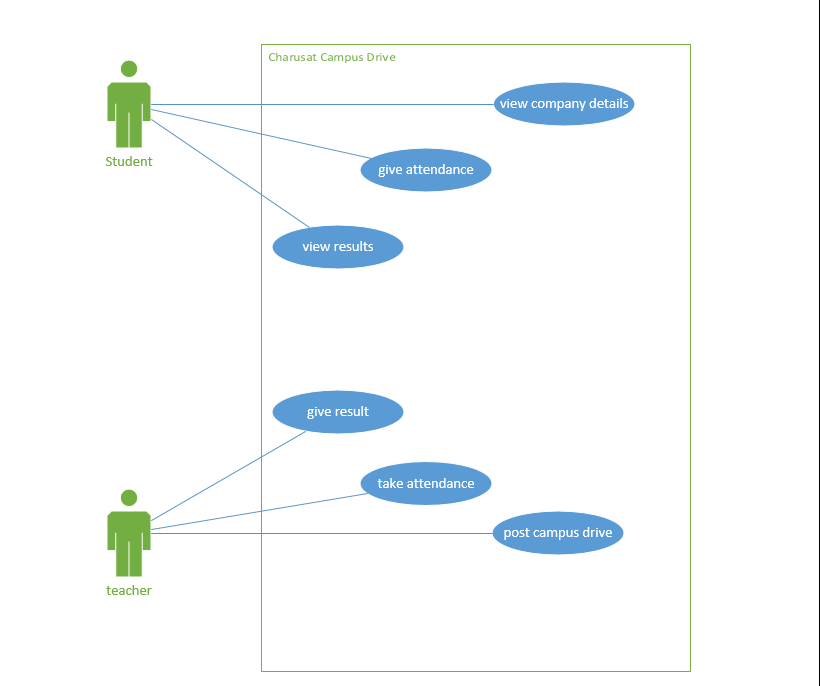 Charusat Campus Drive
view company details
Student
give attendance
view results
give result
take attendance
post campus drive
teacher